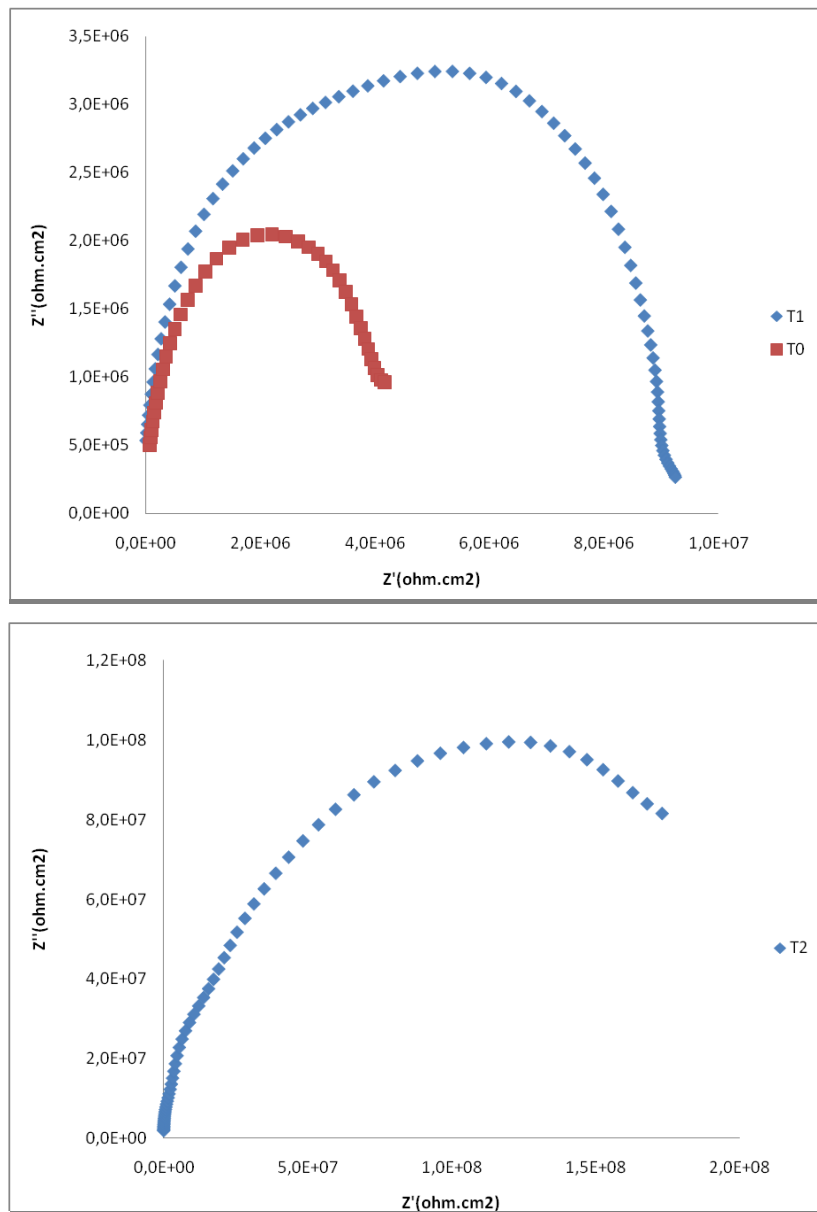 3,5E+06
3,0E+06
2,5E+06
2,0E+06
1,5E+06
1,0E+06
5,0E+05
0,0E+00
Z''(ohm.cm2)
0,0E+00 2,0E+06 4,0E+06 6,0E+06 8,0E+06 1,0E+07
Z'(ohm.cm2)
T1
T0
1,2E+08
1,0E+08
8,0E+07
6,0E+07
4,0E+07
2,0E+07
0,0E+00
Z''(ohm.cm2)
0,0E+00 5,0E+07 1,0E+08 1,5E+08 2,0E+08
Z'(ohm.cm2)
T2